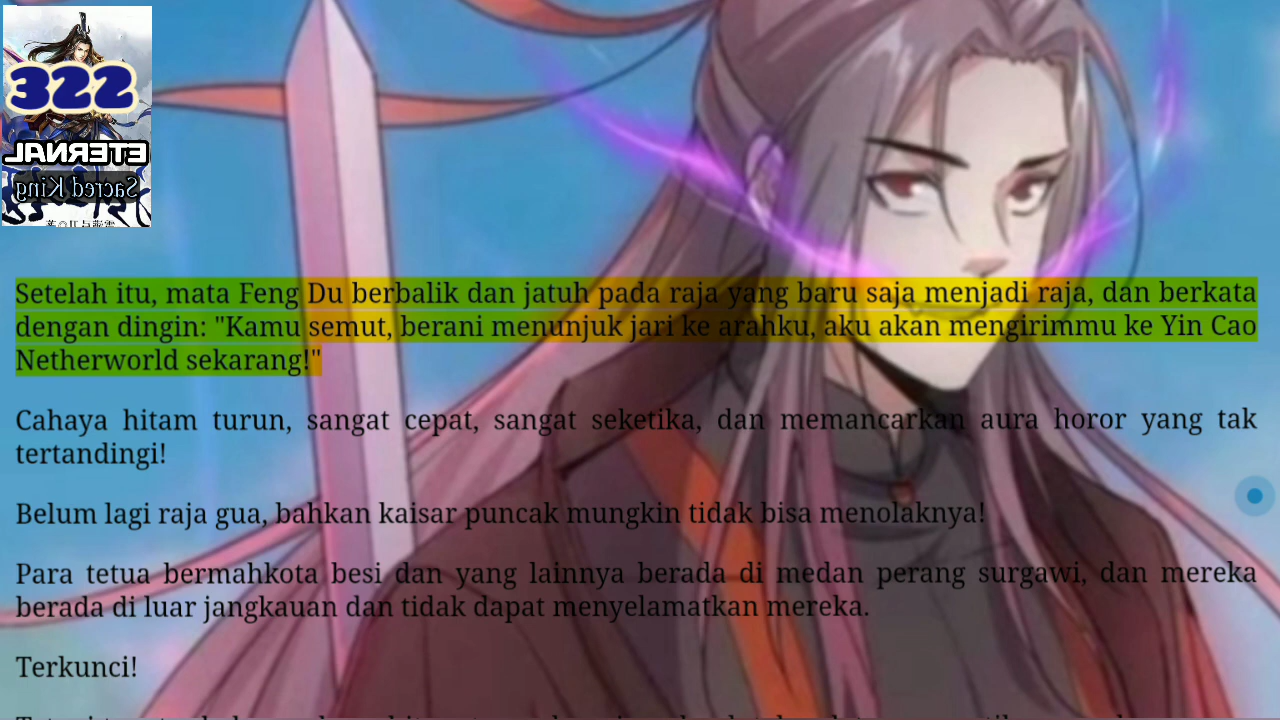 322
ETERNAL
Sacred King
Setelah itu, mata Feng Du berbalik dan jatuh pada raja yang baru saja menjadi raja, dan berkata
dengan dingin: "Kamu semut, berani menunjuk jari ke arahku, aku akan mengirimmu ke Yin Cao
Netherworld sekarang!"
Cahaya hitam turun, sangat cepat, sangat seketika, dan memancarkan aura horor yang tak
tertandingi!
Belum lagi raja gua, bahkan kaisar puncak mungkin tidak bisa menolaknya!
Para tetua bermahkota besi dan yang lainnya berada di medan perang surgawi, dan mereka
berada di luar jangkauan dan tidak dapat menyelamatkan mereka.
Terkunci!